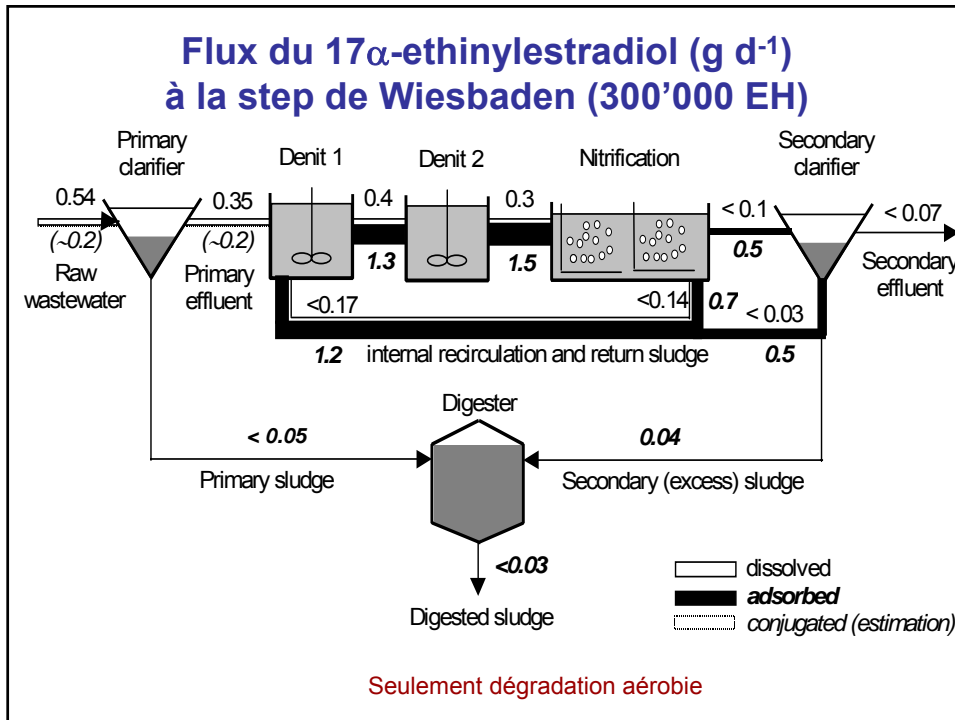 Flux du 17α-ethinylestradiol (g d-1)
à la step de Wiesbaden (300'000 EH)
Primary
clarifier
Denit 1
Denit 2
Nitrification
Secondary
clarifier
0.54
0.35
0.4
0.3
< 0.1
< 0.07
(~0.2)
(~0.2)
1.3
1.5
0.5
Raw
wastewater
Primary
effluent
Secondary
effluent
<0.17
<0.14
0.7
< 0.03
1.2
internal recirculation and return sludge
0.5
Digester
< 0.05
0.04
Primary sludge
Secondary (excess) sludge
<0.03
Digested sludge
dissolved
adsorbed
conjugated (estimation)
Seulement dégradation aérobie